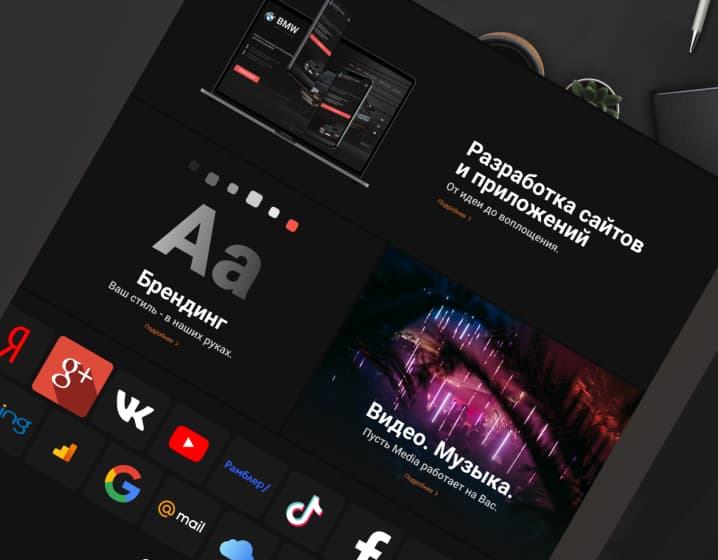 BMW
Разработка сайтов
и приложений
От идеи до воплощения.
Подробнее >
Aa
Брендинг
Ваш стиль - в наших руках.
Подробнее >
Видео. Музыка.
Пусть Media работает на Вас.
Подробнее >
Я
g+
ing
G
@mail
Рамблер/
f